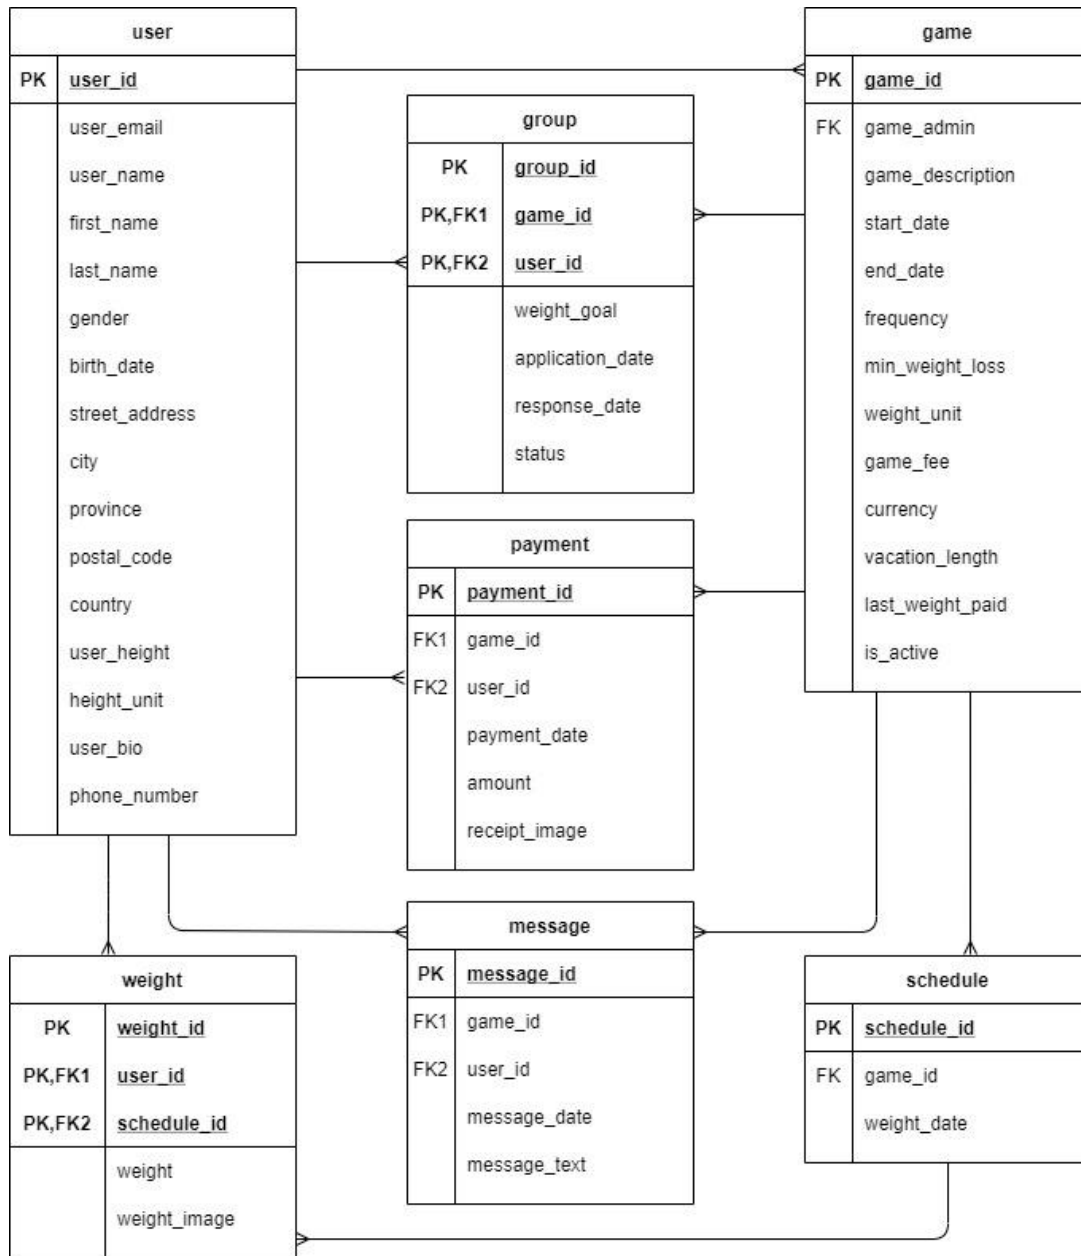 user
PK user_id
user_email
user_name
first_name
last_name
gender
birth_date
street_address
city
province
postal_code
country
user_height
height_unit
user_bio
phone_number
group
PK group_id
PK,FK1 game_id
PK,FK2 user_id
weight_goal
application_date
response_date
status
game
PK game_id
FK game_admin
game_description
start_date
end_date
frequency
min_weight_loss
weight_unit
game_fee
currency
vacation_length
last_weight_paid
is_active
payment
PK payment_id
FK1 game_id
FK2 user_id
payment_date
amount
receipt_image
weight
PK weight_id
PK,FK1 user_id
PK,FK2 schedule_id
weight
weight_image
message
PK message_id
FK1 game_id
FK2 user_id
message_date
message_text
schedule
PK schedule_id
FK game_id
weight_date